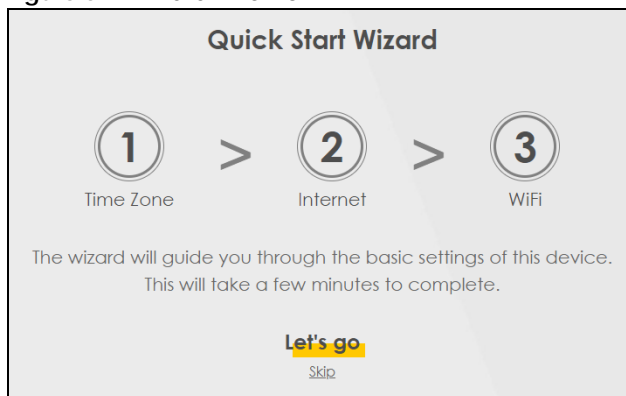 Quick Start Wizard
1 > 2 > 3
Time Zone Internet WiFi
The wizard will guide you through the basic settings of this device.
This will take a few minutes to complete.
Let's go
Skip